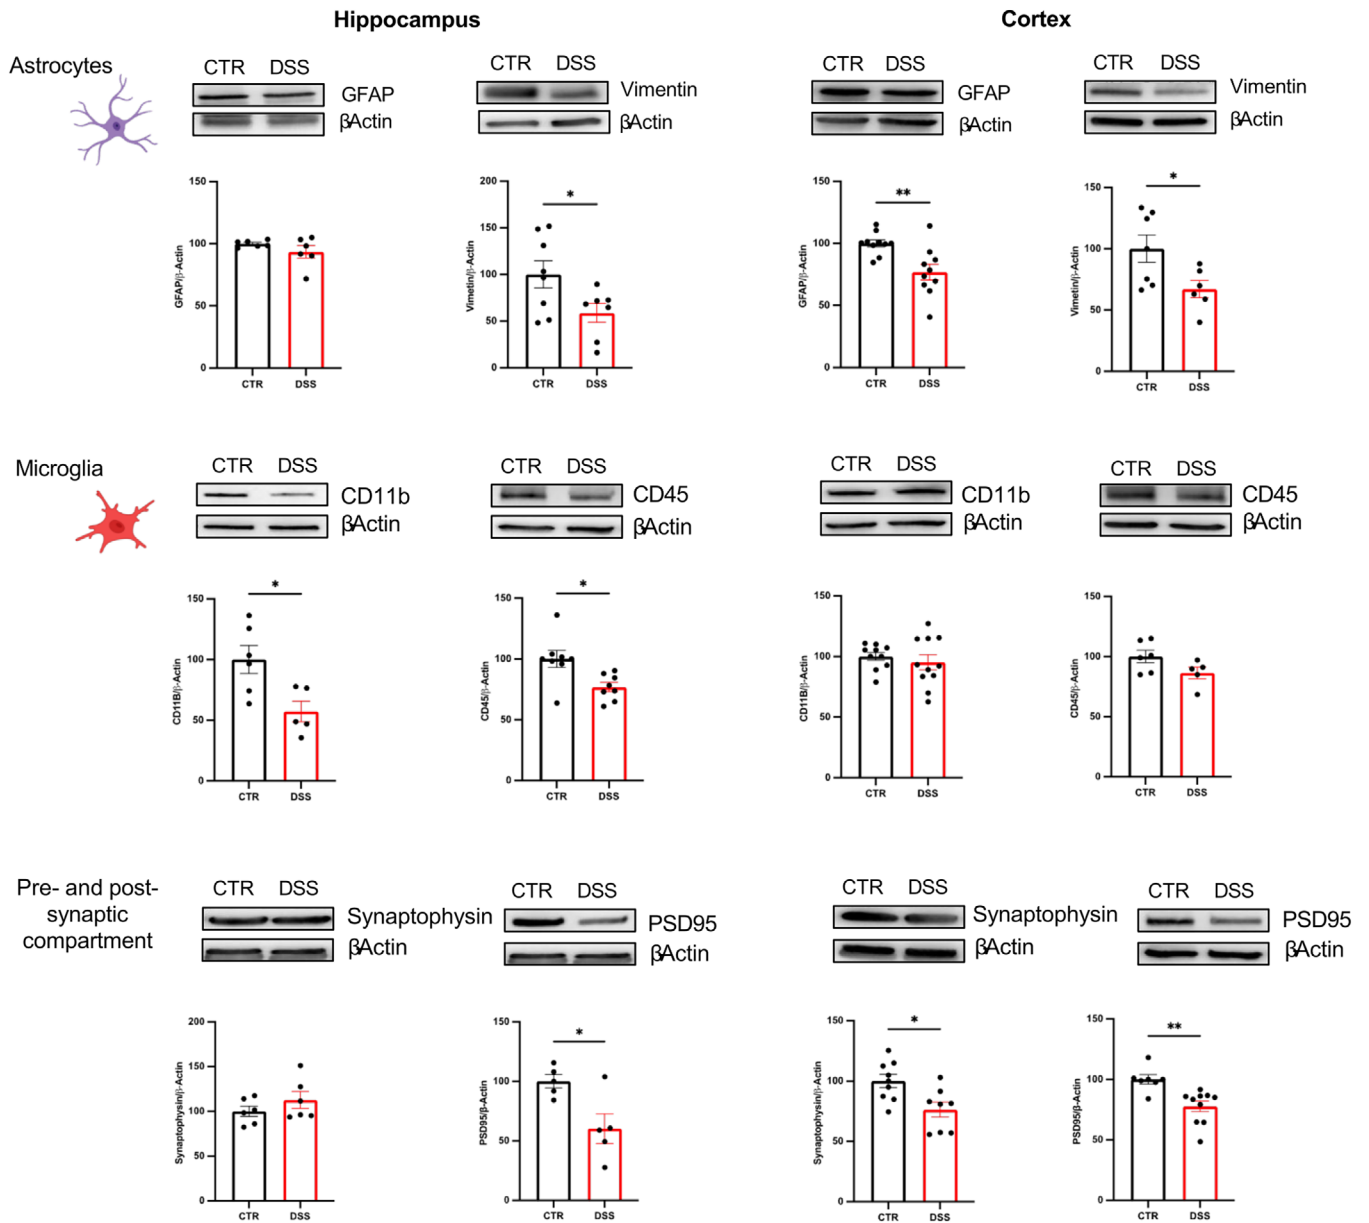 Hippocampus
Cortex
Astrocytes
CTR DSS
GFAP
βActin
CTR DSS
Vimentin
βActin
CTR DSS
GFAP
βActin
CTR DSS
Vimentin
βActin
150
100
50
0
GFAP/β-Actin
CTR DSS
200
150
100
50
0
Vimetin/β-Actin
*
CTR DSS
150
100
50
0
GFAP/β-Actin
**
CTR DSS
150
100
50
0
Vimetin/β-Actin
*
CTR DSS
Microglia
CTR DSS
CD11b
βActin
CTR DSS
CD45
βActin
CTR DSS
CD11b
βActin
CTR DSS
CD45
βActin
150
100
50
0
CD11B/β-Actin
*
CTR DSS
150
100
50
0
CD45/β-Actin
*
CTR DSS
150
100
50
0
CD11B/β-Actin
CTR DSS
150
100
50
0
CD45/β-Actin
CTR DSS
Pre- and post-
synaptic
compartment
CTR DSS
Synaptophysin
βActin
CTR DSS
PSD95
βActin
CTR DSS
Synaptophysin
βActin
CTR DSS
PSD95
βActin
200
150
100
50
0
Synaptophysin/β-Actin
CTR DSS
150
100
50
0
PSD95/β-Actin
*
CTR DSS
150
100
50
0
Synaptophysin/β-Actin
*
CTR DSS
150
100
50
0
PSD95/β-Actin
**
CTR DSS